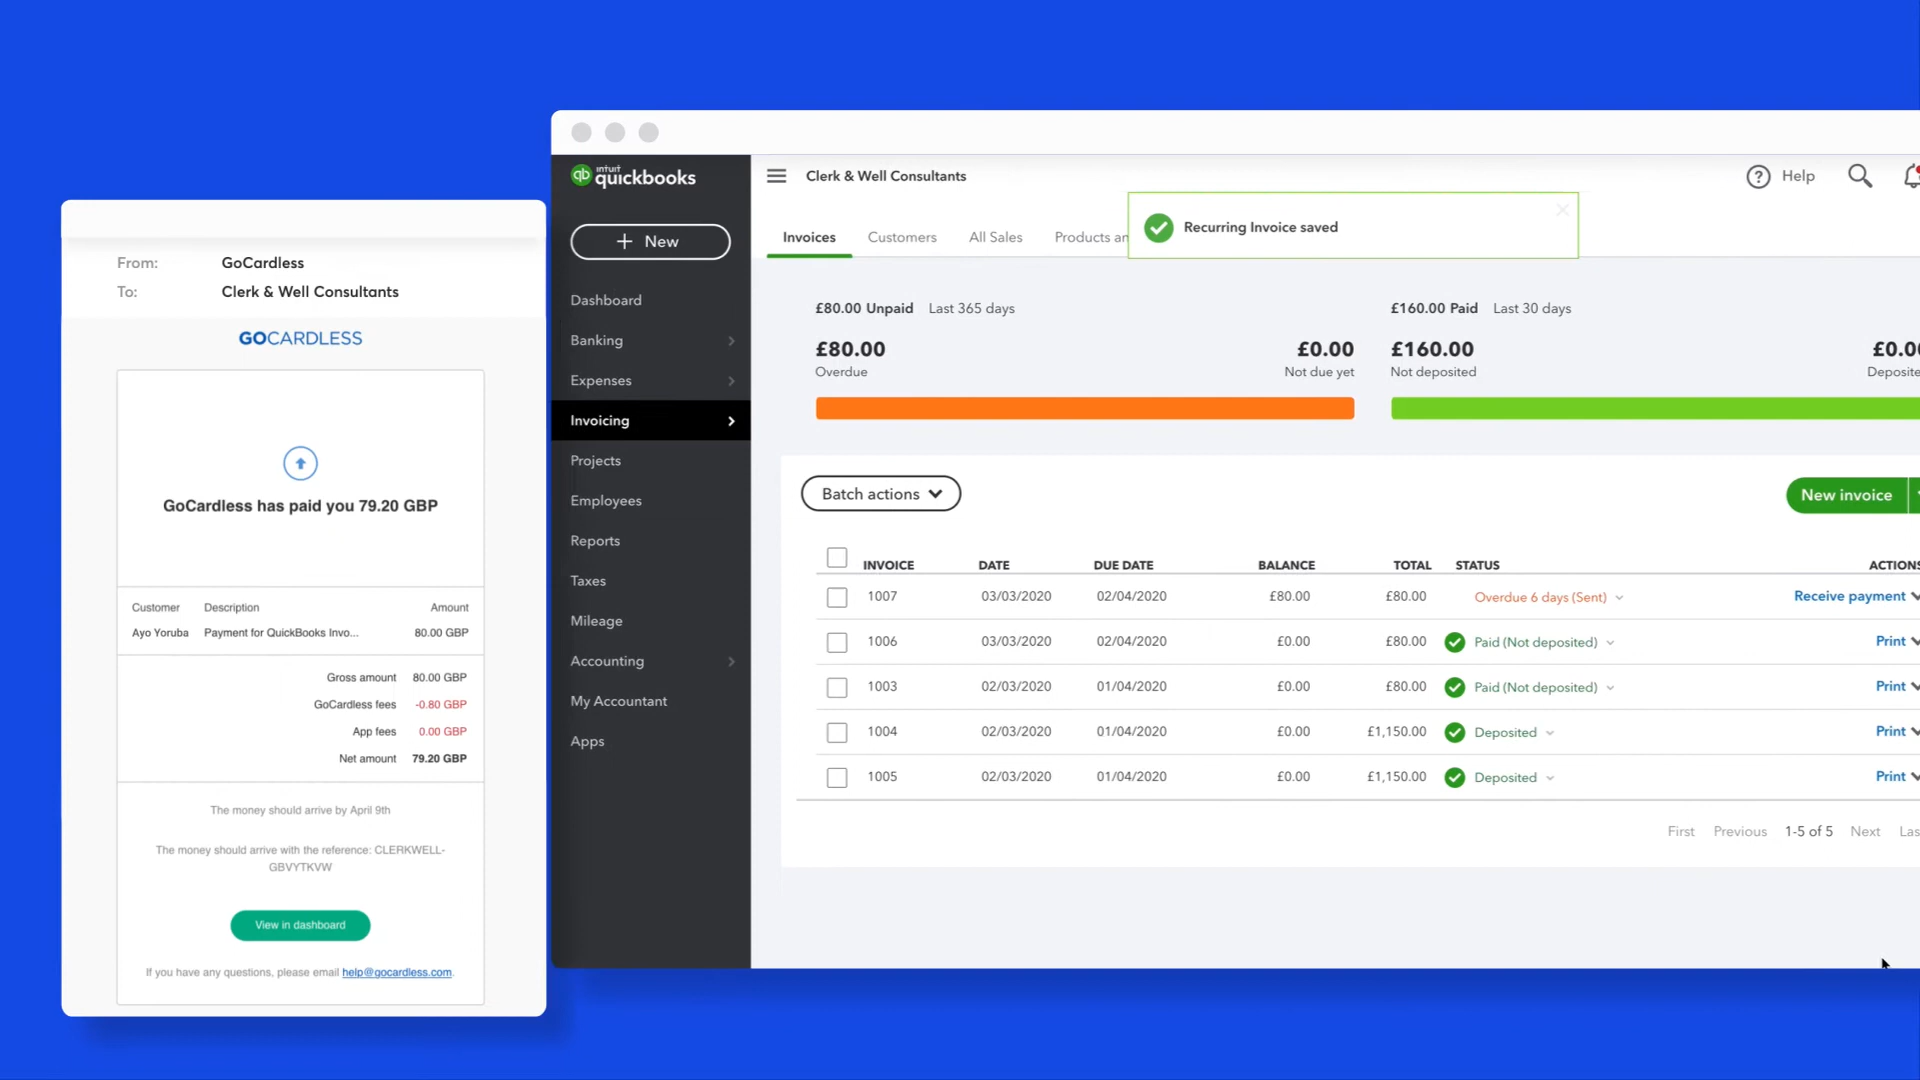 From: GoCardless
To: Clerk & Well Consultants
GOCARDLESS
GoCardless has paid you 79.20 GBP
Customer Description Amount
Ayo Yoruba Payment for QuickBooks Invo... 80.00 GBP
Gross amount 80.00 GBP
GoCardless fees -0.80 GBP
App fees 0.00 GBP
Net amount 79.20 GBP
The money should arrive by April 9th
The money should arrive with the reference: CLERKWELL-
GBVYTKVW
View in dashboard
If you have any questions, please email help@gocardless.com.
qb intuit quickbooks
+ New
Dashboard
Banking
Expenses
Invoicing
Projects
Employees
Reports
Taxes
Mileage
Accounting
My Accountant
Apps
Clerk & Well Consultants
? Help
Recurring Invoice saved
Invoices Customers All Sales Products an
£80.00 Unpaid Last 365 days
£80.00 £0.00
Overdue Not due yet
£160.00 Paid Last 30 days
£160.00 £0.00
Not deposited Deposite
Batch actions
New invoice
INVOICE DATE DUE DATE BALANCE TOTAL STATUS ACTIONS
1007 03/03/2020 02/04/2020 £80.00 £80.00 Overdue 6 days (Sent) Receive payment
1006 03/03/2020 02/04/2020 £0.00 £80.00 Paid (Not deposited) Print
1003 02/03/2020 01/04/2020 £0.00 £80.00 Paid (Not deposited) Print
1004 02/03/2020 01/04/2020 £0.00 £1,150.00 Deposited Print
1005 02/03/2020 01/04/2020 £0.00 £1,150.00 Deposited Print
First Previous 1-5 of 5 Next Las